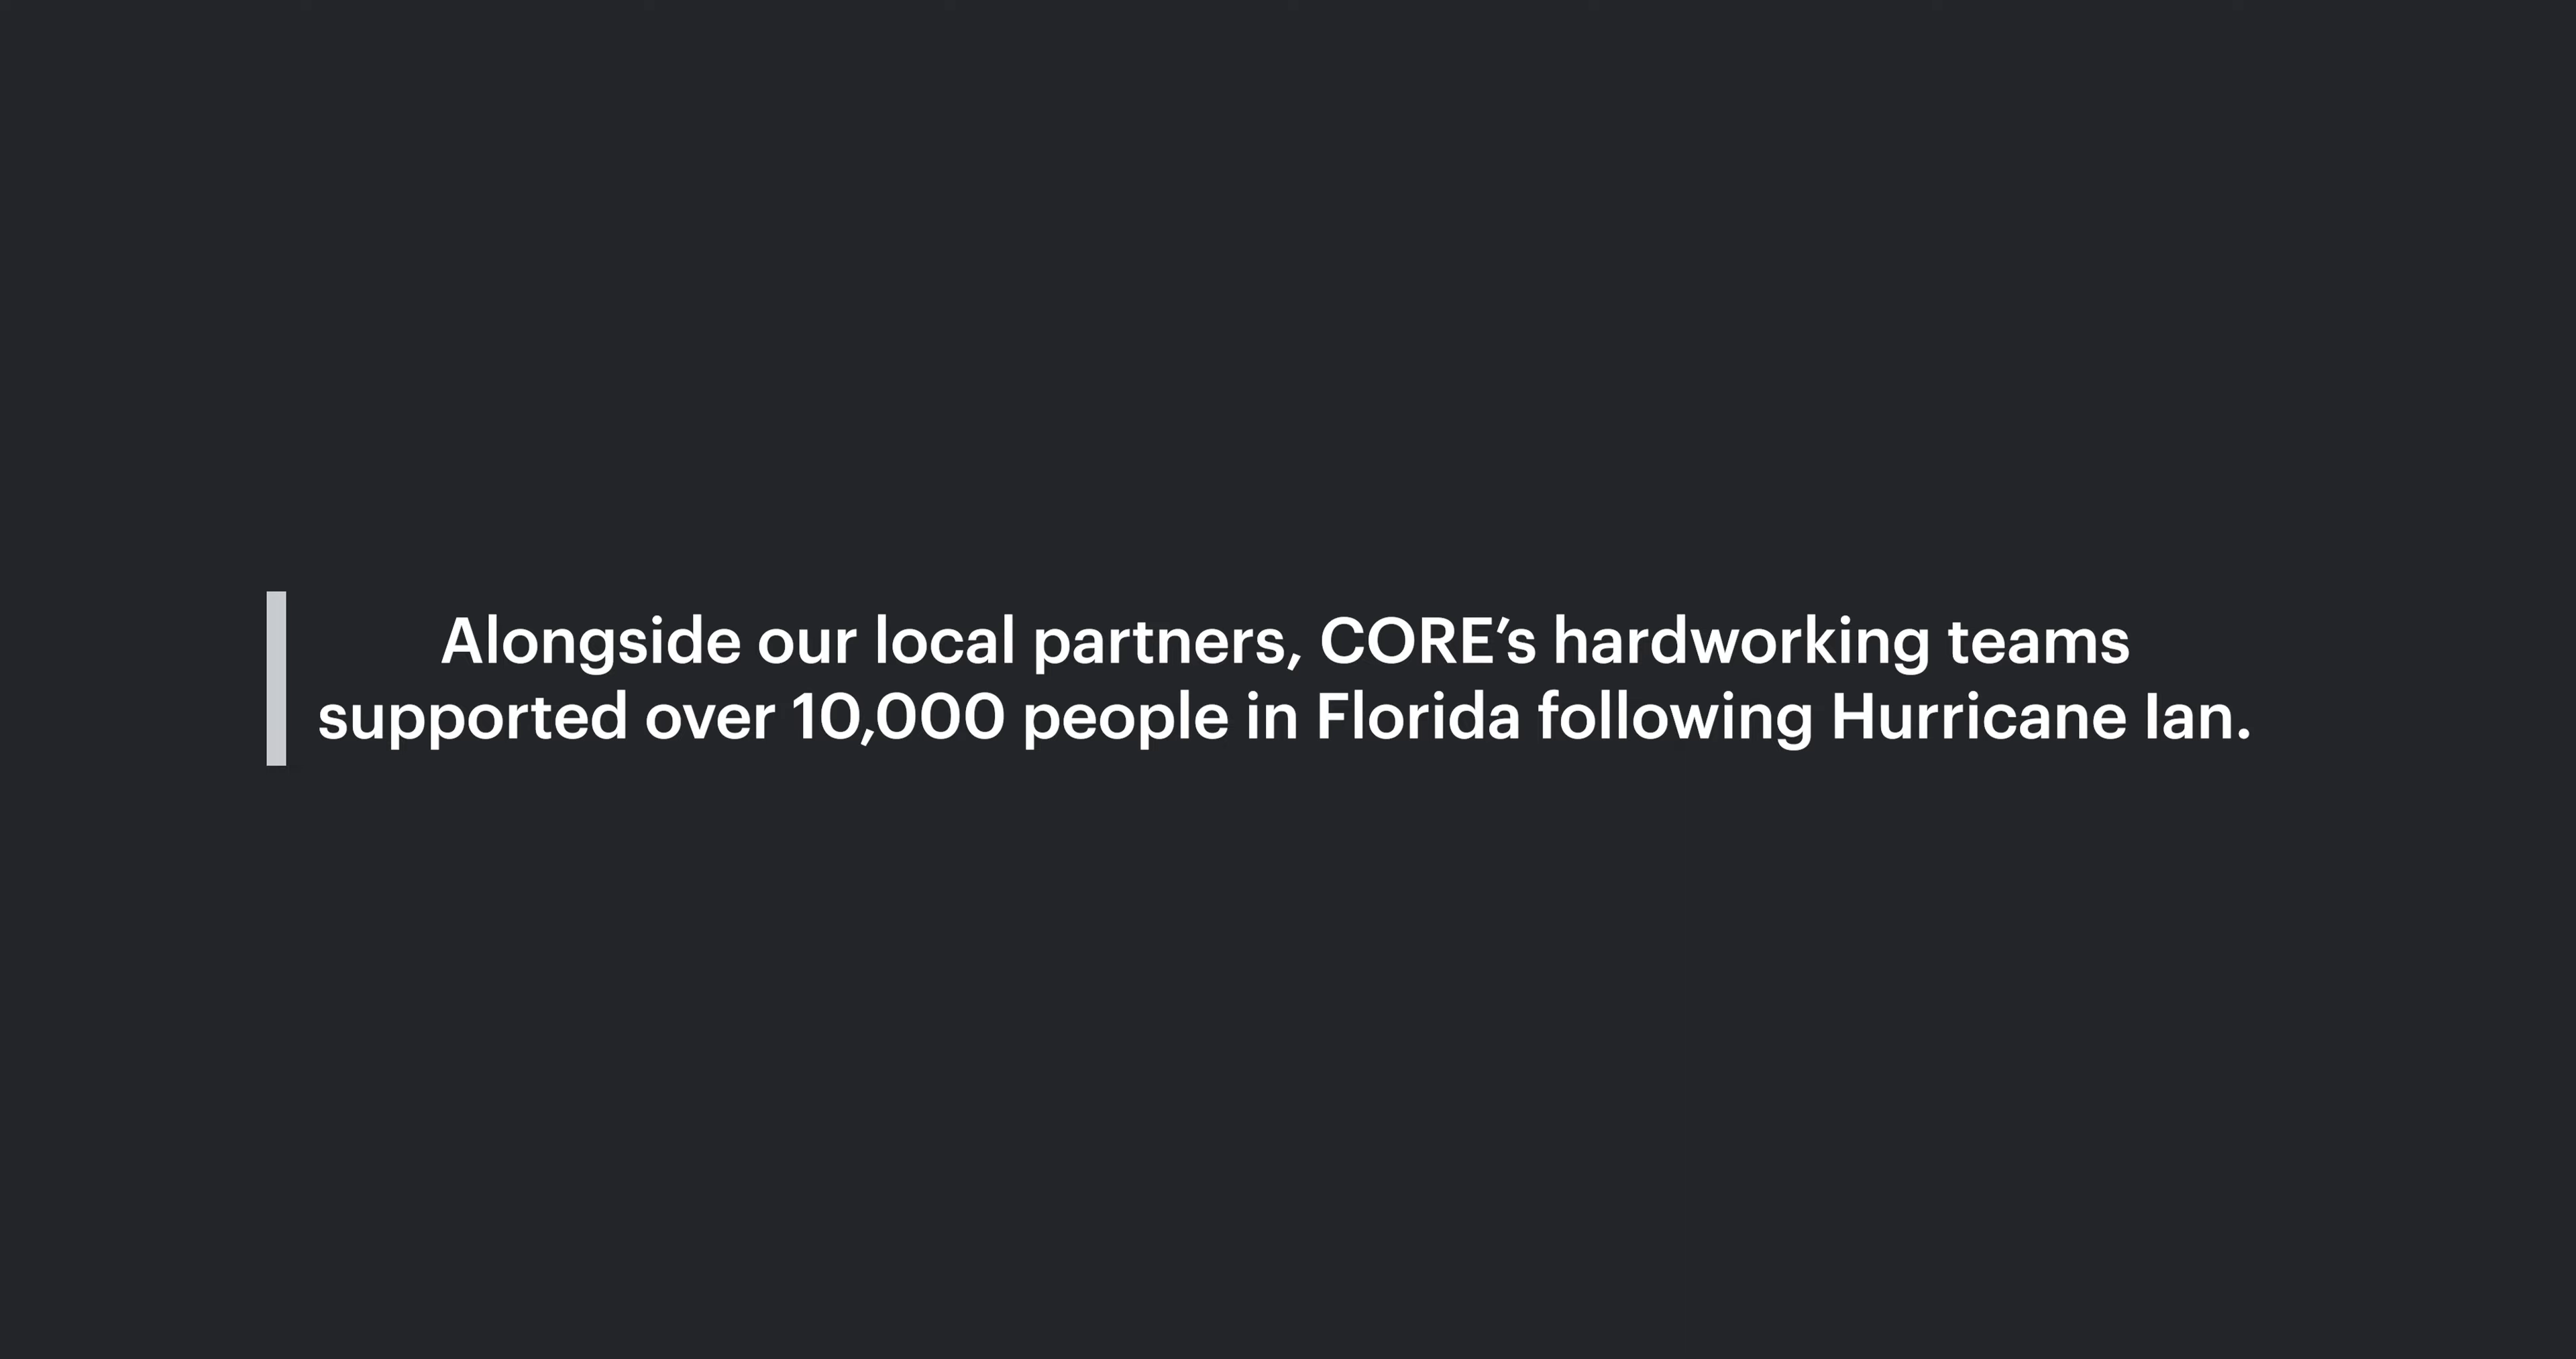 Alongside our local partners, CORE’s hardworking teams
supported over 10,000 people in Florida following Hurricane Ian.